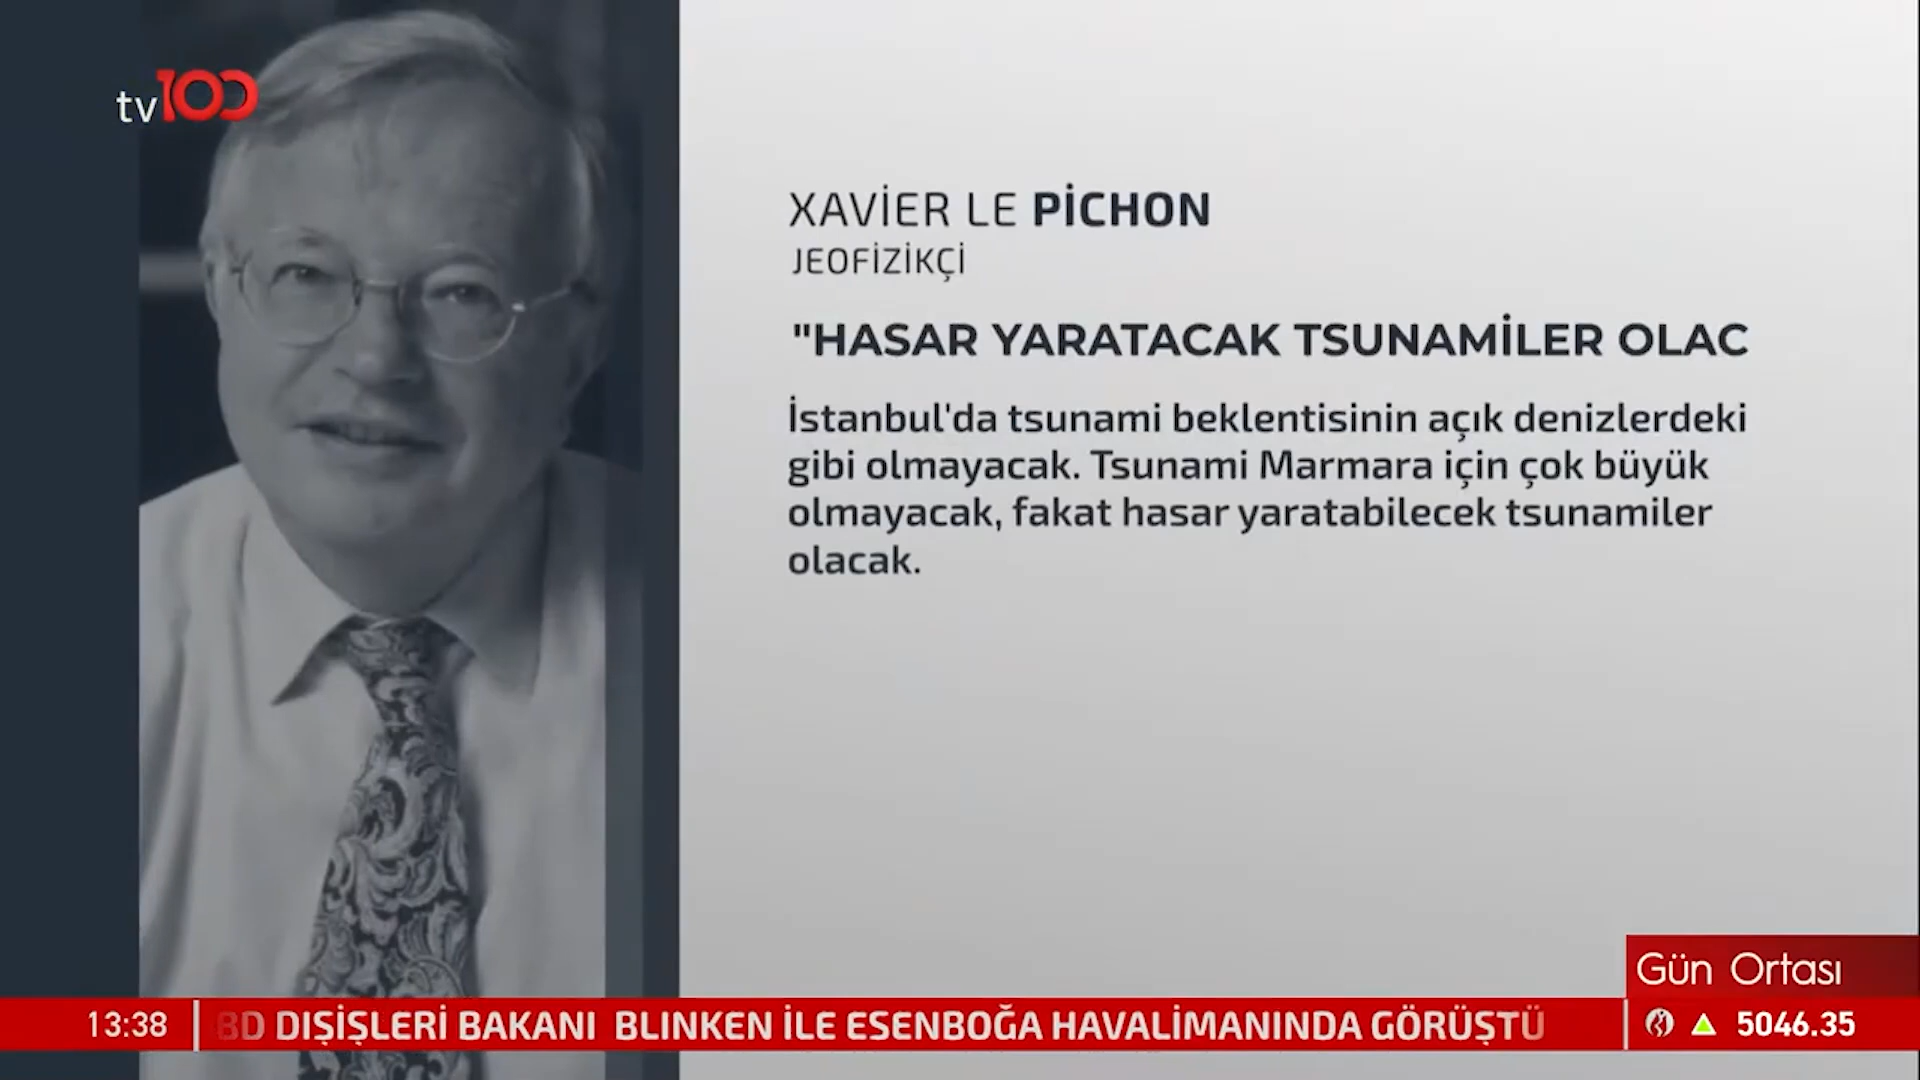 tv100
XAVİER LE PİCHON
JEOFİZİKÇİ
"HASAR YARATACAK TSUNAMİLER OLAC
İstanbul'da tsunami beklentisinin açık denizlerdeki
gibi olmayacak. Tsunami Marmara için çok büyük
olmayacak, fakat hasar yaratabilecek tsunamiler
olacak.
Gün Ortası
13:38 BD DIŞİŞLERİ BAKANI BLINKEN İLE ESENBOĞA HAVALİMANINDA GÖRÜŞTÜ 5046.35